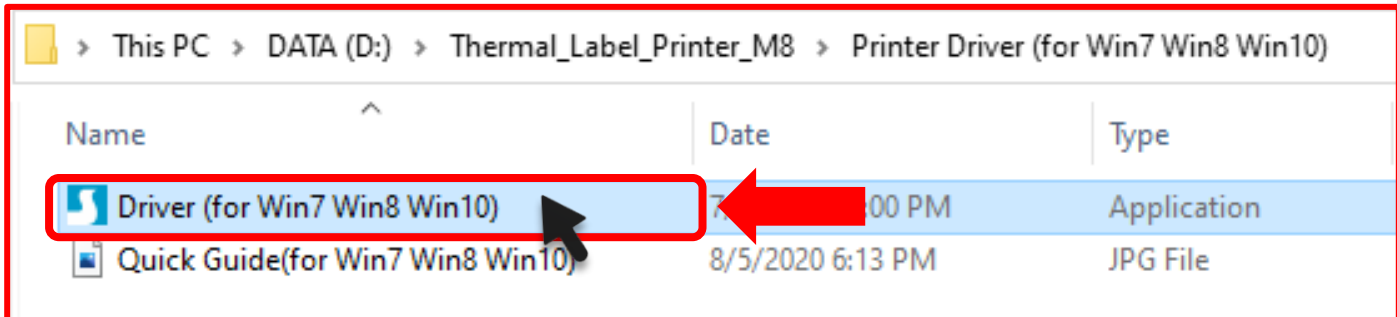 > This PC > DATA (D:) > Thermal_Label_Printer_M8 > Printer Driver (for Win7 Win8 Win10)
Name Date Type
Driver (for Win7 Win8 Win10) :00 PM Application
Quick Guide(for Win7 Win8 Win10) 8/5/2020 6:13 PM JPG File